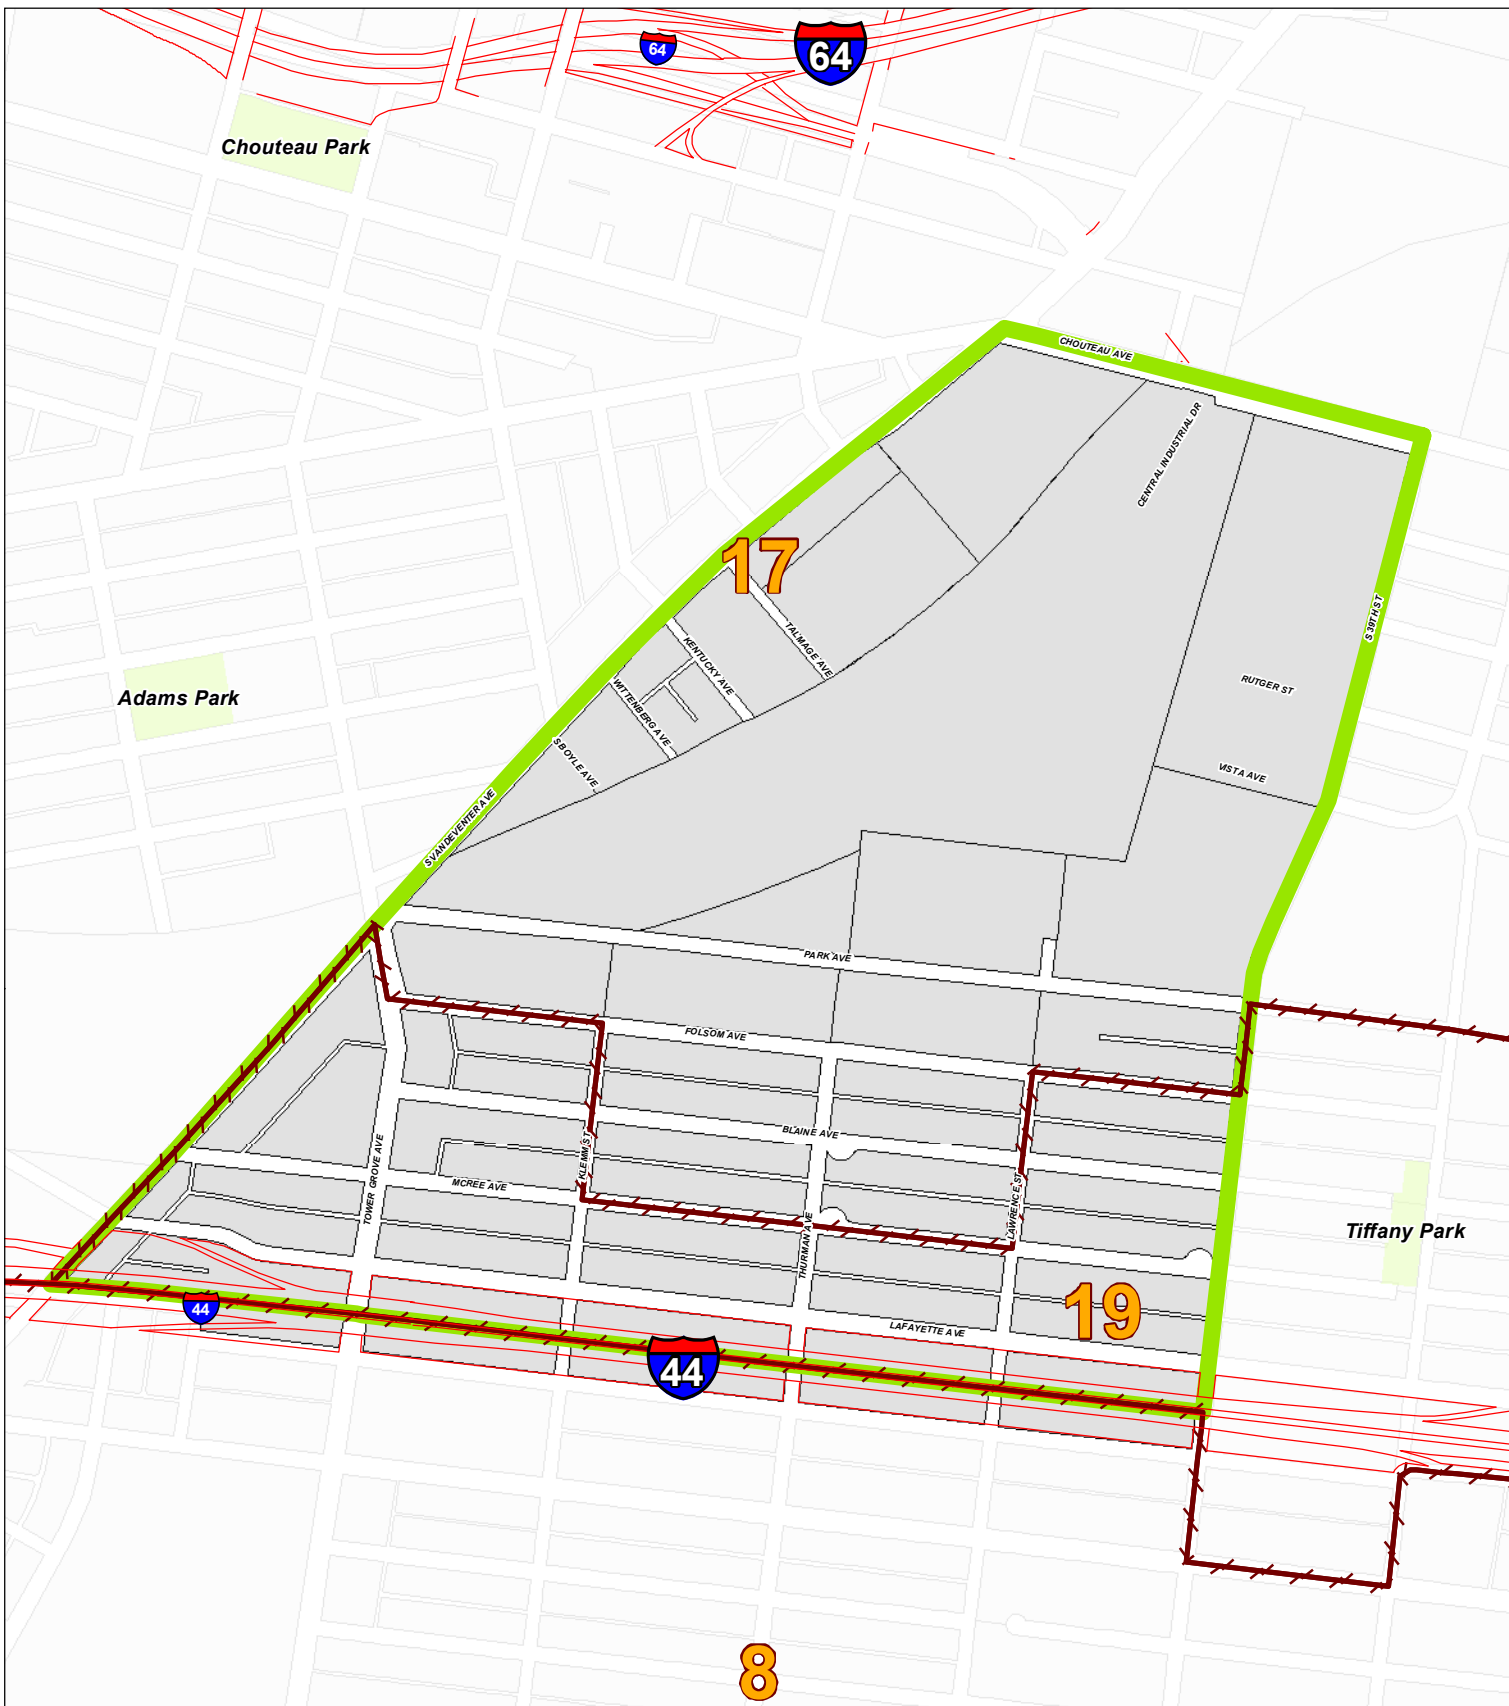 64
64
Chouteau Park
CHOUTEAU AVE
CENTRAL INDUSTRIAL DR
17
S 39TH ST
TALMAGE AVE
KENTUCKY AVE
RUTGER ST
Adams Park
WITTENBERG AVE
S BOYLE AVE
VISTA AVE
S VANDEVENTER AVE
PARK AVE
FOLSOM AVE
BLAINE AVE
KLEMM ST
TOWER GROVE AVE
MCREE AVE
LAWRENCE ST
THURMAN AVE
Tiffany Park
19
44
LAFAYETTE AVE
44
8